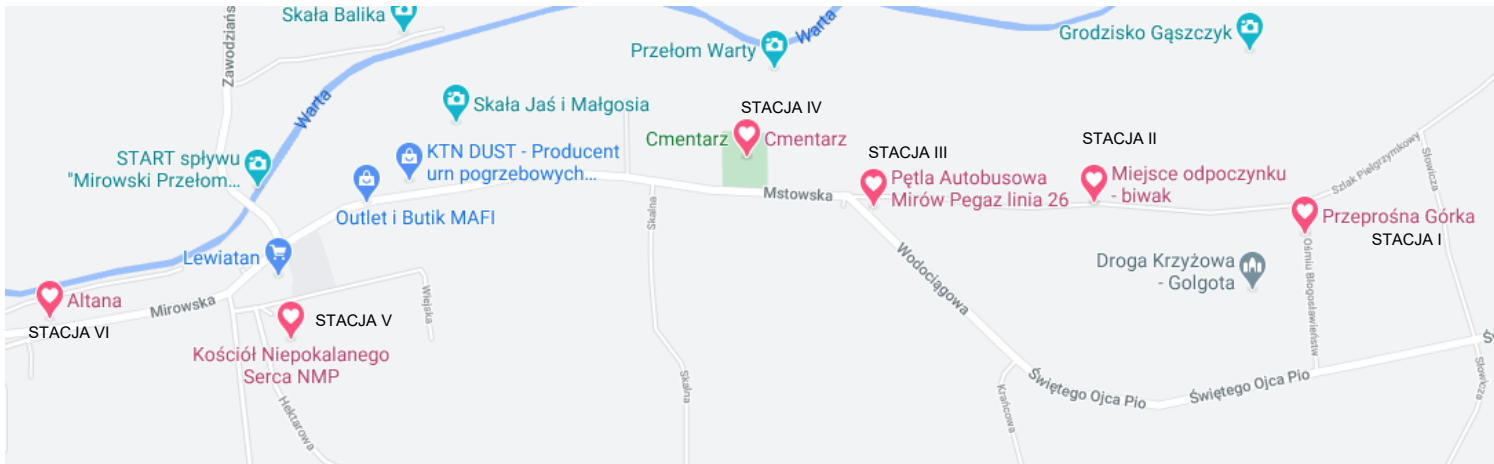 Skała Balika
Zawodziańs
Warta
Przełom Warty
Warta
Grodzisko Gąszczyk
Skała Jaś i Małgosia
STACJA IV
Cmentarz
Cmentarz
START spływu
"Mirowski Przełom...
KTN DUST - Producent
urn pogrzebowych...
STACJA III
Pętla Autobusowa
Mirów Pegaz linia 26
STACJA II
Miejsce odpoczynku
- biwak
Szlak Pielgrzymkowy
Słowicza
Outlet i Butik MAFI
Skalna
Mstowska
Przeprośna Górka
STACJA I
Lewiatan
Wodociągowa
Droga Krzyżowa
- Golgota
Ośmiu Błogosławieństw
Altana
STACJA VI
Mirowska
Wiejska
STACJA V
Kościół Niepokalanego
Serca NMP
Hektarowa
Skalna
Krańcowa
Świętego Ojca Pio
Świętego Ojca Pio
Św
Słowicza